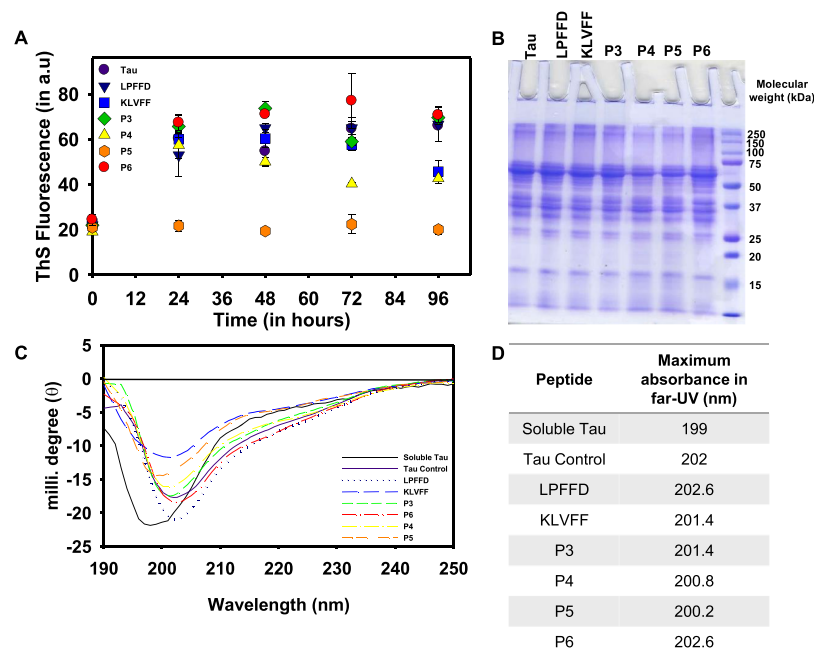 A
ThS Fluorescence (in a.u)
80
60
40
20
0
Tau
LPFFD
KLVFF
P3
P4
P5
P6
0 12 24 36 48 60 72 84 96
Time (in hours)
B
Tau LPFFD KLVFF P3 P4 P5 P6
Molecular
weight (kDa)
250
150
100
75
50
37
25
20
15
C
milli. degree (θ)
5
0
-5
-10
-15
-20
-25
Soluble Tau
Tau Control
LPFFD
KLVFF
P3
P6
P4
P5
190 200 210 220 230 240 250
Wavelength (nm)
D
Peptide
Maximum
absorbance in
far-UV (nm)
Soluble Tau 199
Tau Control 202
LPFFD 202.6
KLVFF 201.4
P3 201.4
P4 200.8
P5 200.2
P6 202.6